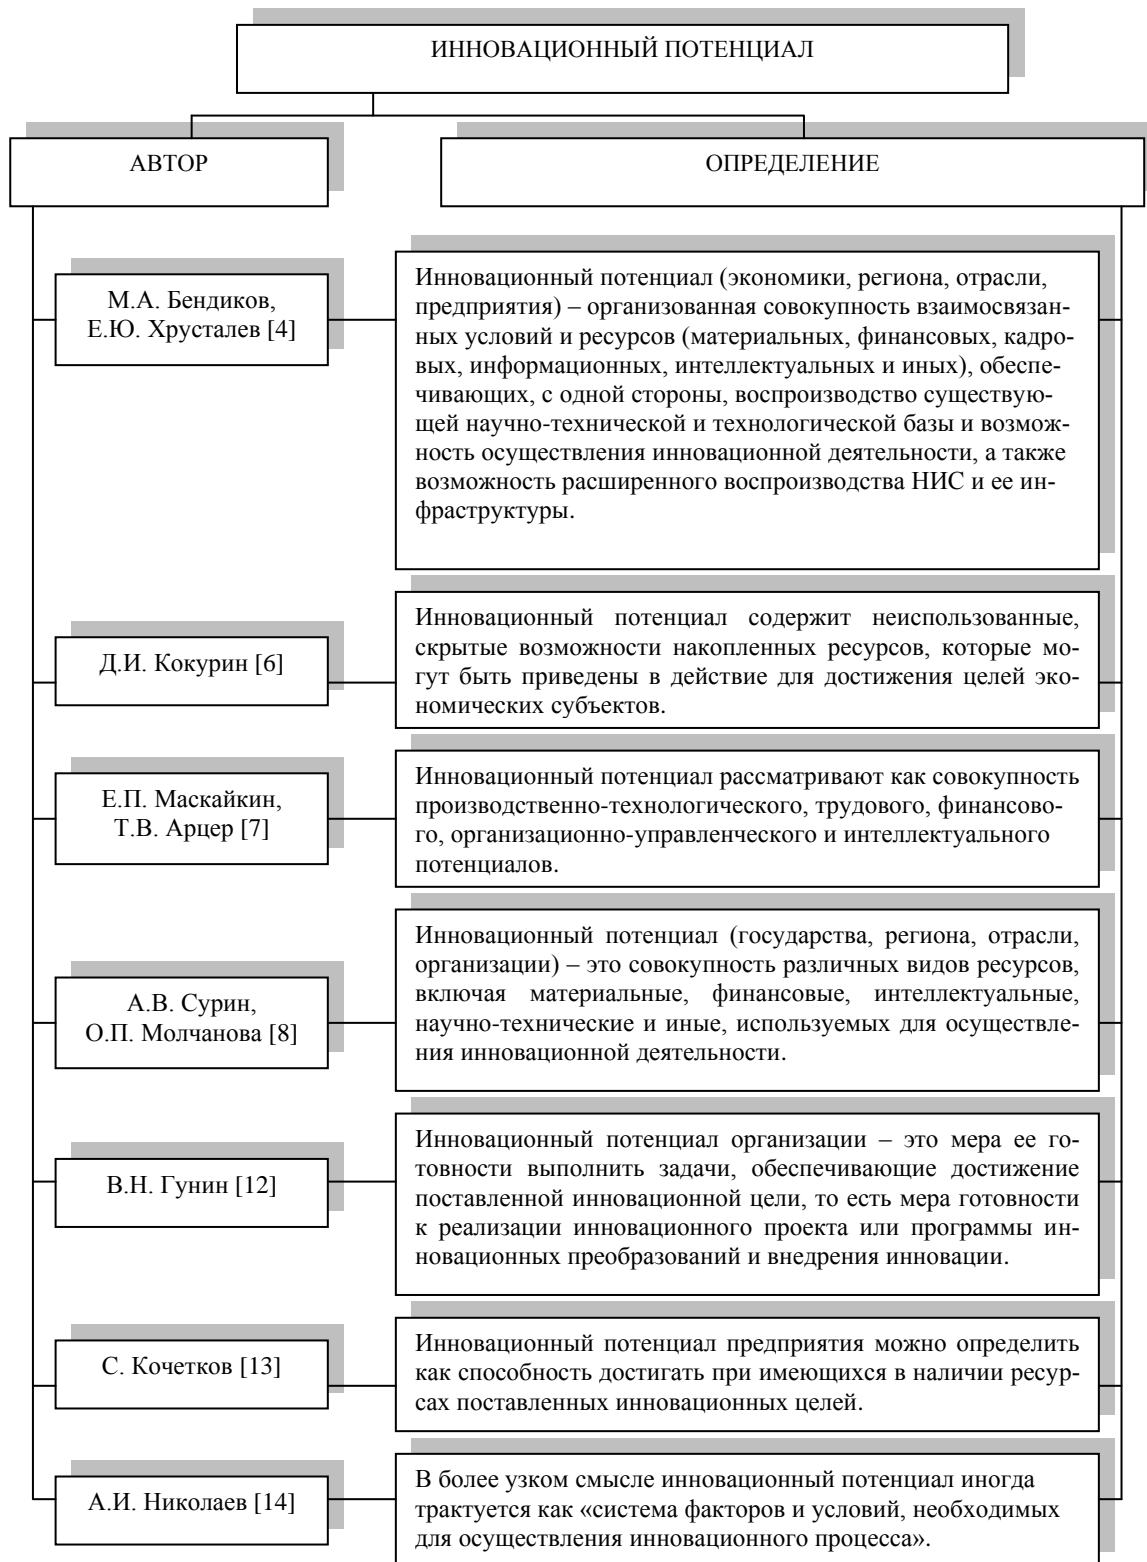 ИННОВАЦИОННЫЙ ПОТЕНЦИАЛ
АВТОР
ОПРЕДЕЛЕНИЕ
М.А. Бендиков,
Е.Ю. Хрусталев [4]
Инновационный потенциал (экономики, региона, отрасли,
предприятия) – организованная совокупность взаимосвязан-
ных условий и ресурсов (материальных, финансовых, кадро-
вых, информационных, интеллектуальных и иных), обеспе-
чивающих, с одной стороны, воспроизводство существую-
щей научно-технической и технологической базы и возмож-
ность осуществления инновационной деятельности, а также
возможность расширенного воспроизводства НИС и ее ин-
фраструктуры.
Д.И. Кокурин [6]
Инновационный потенциал содержит неиспользованные,
скрытые возможности накопленных ресурсов, которые мо-
гут быть приведены в действие для достижения целей эко-
номических субъектов.
Е.П. Маскайкин,
Т.В. Арцер [7]
Инновационный потенциал рассматривают как совокупность
производственно-технологического, трудового, финансово-
го, организационно-управленческого и интеллектуального
потенциалов.
А.В. Сурин,
О.П. Молчанова [8]
Инновационный потенциал (государства, региона, отрасли,
организации) – это совокупность различных видов ресурсов,
включая материальные, финансовые, интеллектуальные,
научно-технические и иные, используемых для осуществле-
ния инновационной деятельности.
В.Н. Гунин [12]
Инновационный потенциал организации – это мера ее го-
товности выполнить задачи, обеспечивающие достижение
поставленной инновационной цели, то есть мера готовности
к реализации инновационного проекта или программы ин-
новационных преобразований и внедрения инновации.
С. Кочетков [13]
Инновационный потенциал предприятия можно определить
как способность достигать при имеющихся в наличии ресур-
сах поставленных инновационных целей.
А.И. Николаев [14]
В более узком смысле инновационный потенциал иногда
трактуется как «система факторов и условий, необходимых
для осуществления инновационного процесса».